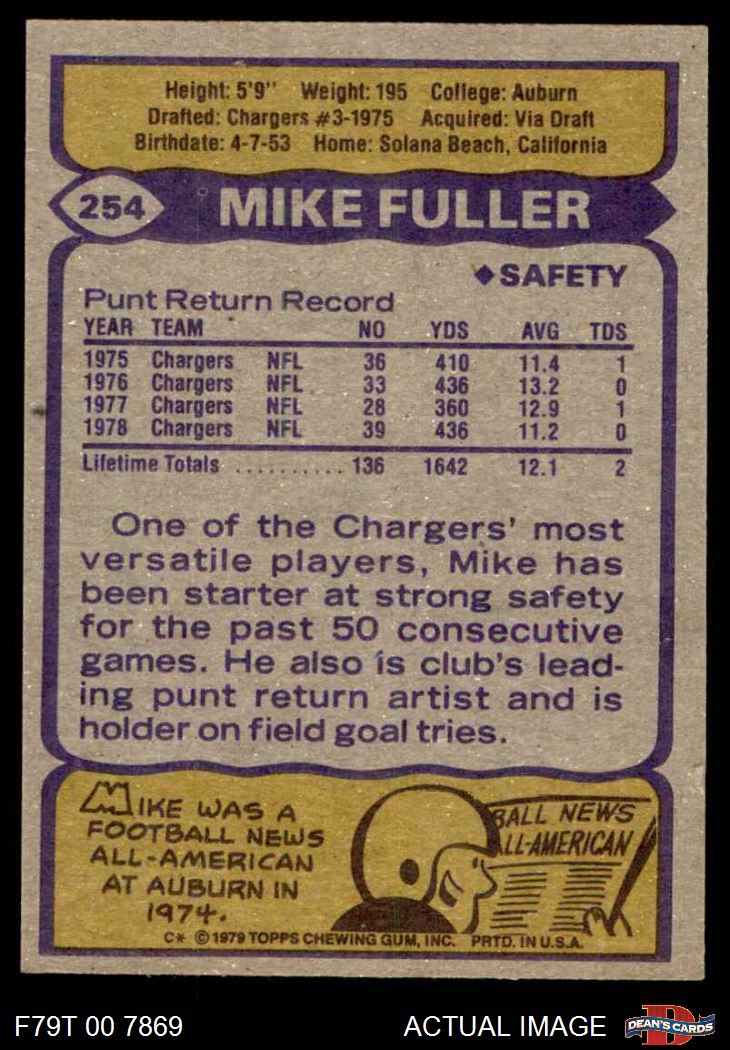 Height: 5'9" Weight: 195 College: Auburn
Drafted: Chargers #3-1975 Acquired: Via Draft
Birthdate: 4-7-53 Home: Solana Beach, California
254 MIKE FULLER
◆SAFETY
Punt Return Record
YEAR TEAM NO YDS AVG TDS
1975 Chargers NFL 36 410 11.4 1
1976 Chargers NFL 33 436 13.2 0
1977 Chargers NFL 28 360 12.9 1
1978 Chargers NFL 39 436 11.2 0
Lifetime Totals .......... 136 1642 12.1 2
One of the Chargers' most
versatile players, Mike has
been starter at strong safety
for the past 50 consecutive
games. He also is club's lead-
ing punt return artist and is
holder on field goal tries.
MIKE WAS A
FOOTBALL NEWS
ALL-AMERICAN
AT AUBURN IN
1974.
BALL NEWS
ALL-AMERICAN
C* © 1979 TOPPS CHEWING GUM, INC. PRTD. IN U.S.A.
F79T 00 7869 ACTUAL IMAGE
D
DEAN'S CARDS